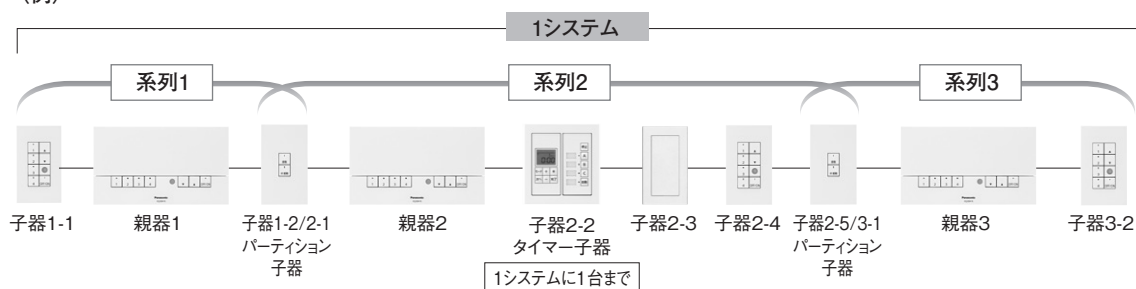 （例）
1システム
系列1
系列2
系列3
子器1-1
親器1
子器1-2/2-1
パーティション
子器
親器2
子器2-2
タイマー子器
1システムに1台まで
子器2-3
子器2-4
子器2-5/3-1
パーティション
子器
親器3
子器3-2